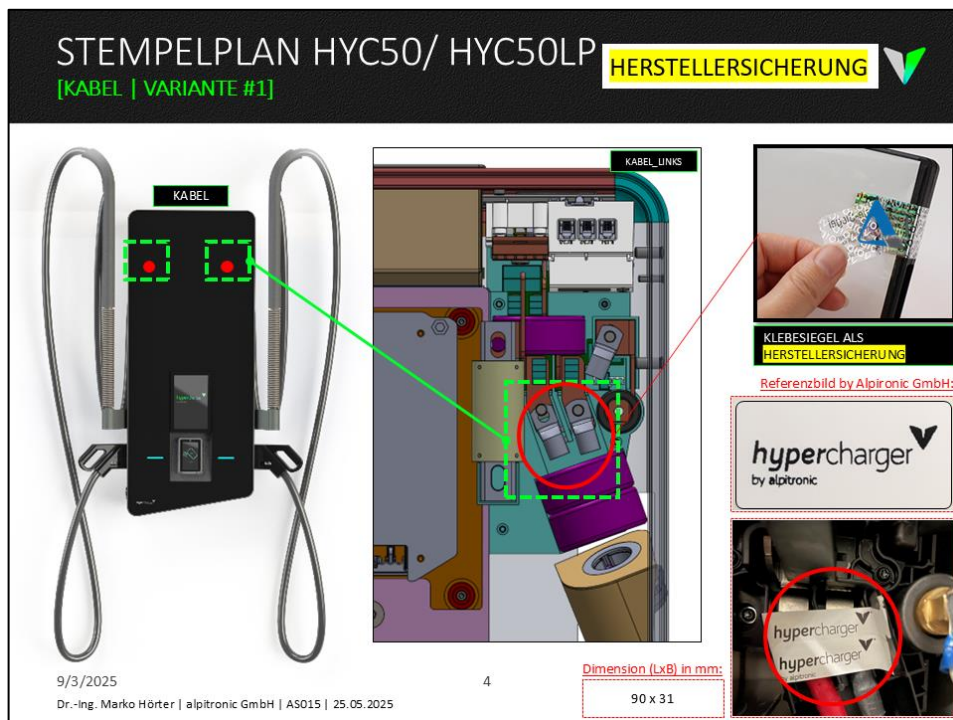 STEMPELPLAN HYC50/ HYC50LP
[KABEL | VARIANTE #1]
HERSTELLERSICHERUNG
KABEL
KABEL_LINKS
KLEBESIEGEL ALS
HERSTELLERSICHERUNG
Referenzbild by Alpironic GmbH:
hypercharger
by alpitronic
hypercharger
hypercharger
by alpitronic
Dimension (LxB) in mm:
90 x 31
9/3/2025
4
Dr.-Ing. Marko Hörter | alpitronic GmbH | AS015 | 25.05.2025